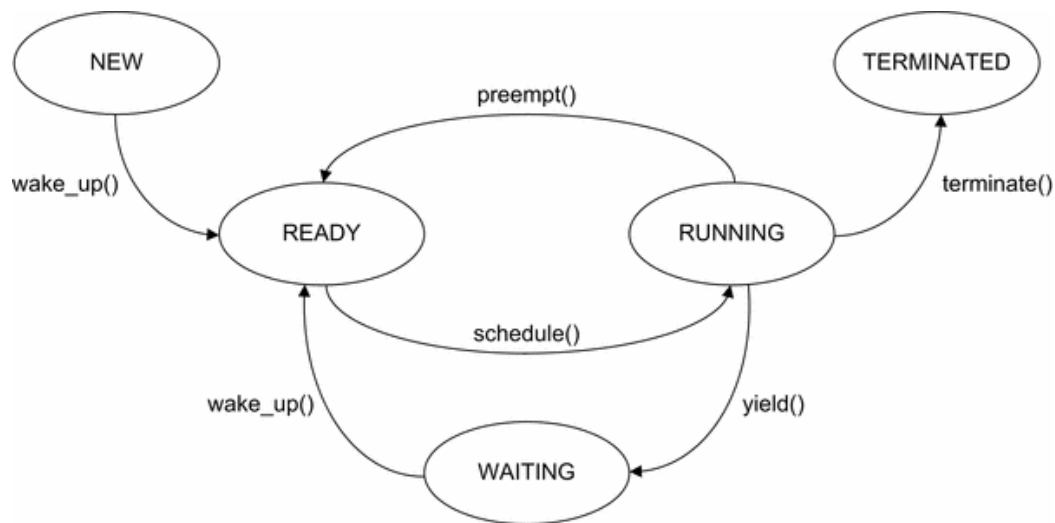 NEW
TERMINATED
preempt()
wake_up()
terminate()
READY
RUNNING
schedule()
wake_up()
yield()
WAITING